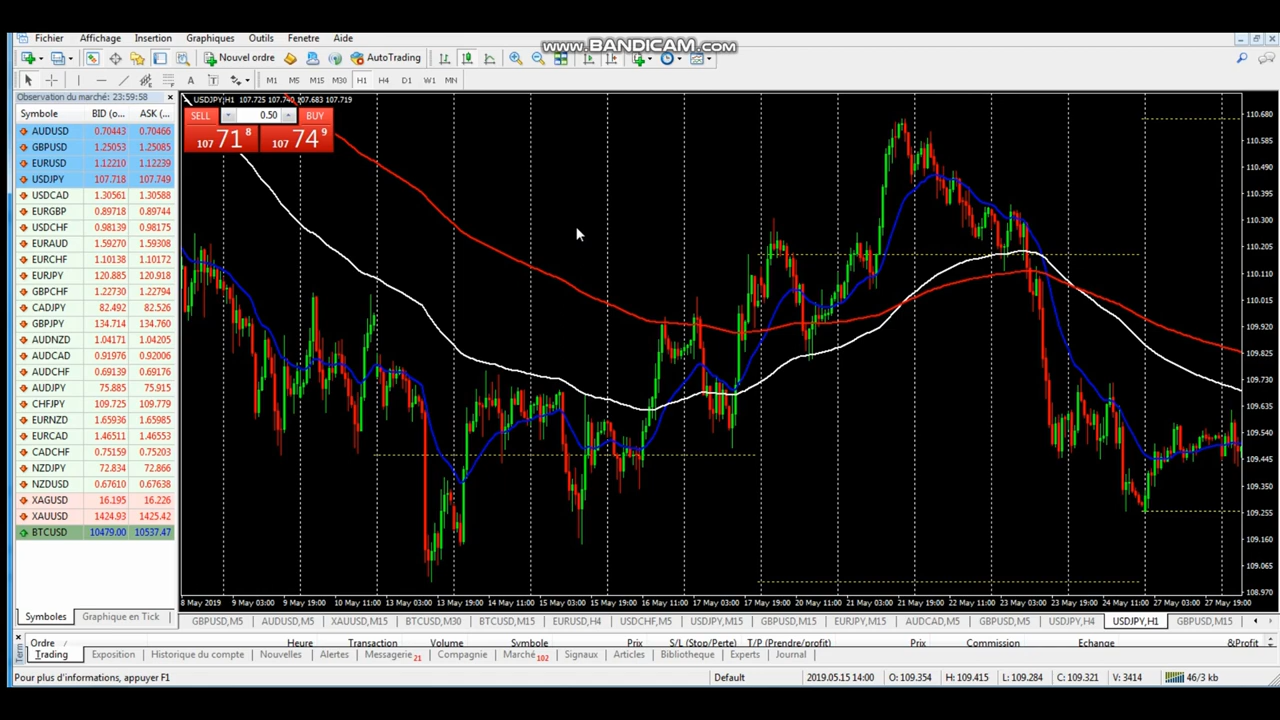 www.BANDICAM.com
Fichier Affichage Insertion Graphiques Outils Fenetre Aide
Nouvel ordre AutoTrading
A T M1 M5 M15 M30 H1 H4 D1 W1 MN
Observation du marché: 23:59:58
Symbole BID (o... ASK (...
AUDUSD 0.70443 0.70466
GBPUSD 1.25053 1.25085
EURUSD 1.12210 1.12239
USDJPY 107.718 107.749
USDCAD 1.30561 1.30588
EURGBP 0.89718 0.89744
USDCHF 0.98139 0.98175
EURAUD 1.59270 1.59308
EURCHF 1.10138 1.10172
EURJPY 120.885 120.918
GBPCHF 1.22730 1.22794
CADJPY 82.492 82.526
GBPJPY 134.714 134.760
AUDNZD 1.04171 1.04205
AUDCAD 0.91976 0.92006
AUDCHF 0.69139 0.69176
AUDJPY 75.885 75.915
CHFJPY 109.725 109.779
EURNZD 1.65936 1.65985
EURCAD 1.46511 1.46553
CADCHF 0.75159 0.75203
NZDJPY 72.834 72.866
NZDUSD 0.67610 0.67638
XAGUSD 16.195 16.226
XAUUSD 1424.93 1425.42
BTCUSD 10479.00 10537.47
Symboles Graphique en Tick
USDJPY,H1 107.725 107.740 107.683 107.719
SELL 0.50 BUY
107 71 8 107 74 9
110.680
110.585
110.490
110.395
110.300
110.205
110.110
110.015
109.920
109.825
109.730
109.635
109.540
109.445
109.350
109.255
109.160
109.065
108.970
8 May 2019 9 May 03:00 9 May 19:00 10 May 11:00 13 May 03:00 13 May 19:00 14 May 11:00 15 May 03:00 15 May 19:00 16 May 11:00 17 May 03:00 17 May 19:00 20 May 11:00 21 May 03:00 21 May 19:00 22 May 11:00 23 May 03:00 23 May 19:00 24 May 11:00 27 May 03:00 27 May 19:00
GBPUSD,M5 AUDUSD,M5 XAUUSD,M15 BTCUSD,M30 BTCUSD,M15 EURUSD,H4 USDCHF,M5 USDJPY,M15 GBPUSD,M15 EURJPY,M15 AUDCAD,M5 GBPUSD,M5 USDJPY,H4 USDJPY,H1 GBPUSD,M15
Ordre Heure Transaction Volume Symbole Prix S/L (Stop/Perte) T/P (Prendre/profit) Prix Commission Echange &Profit
Term
Trading Exposition Historique du compte Nouvelles Alertes Messagerie 21 Compagnie Marché 102 Signaux Articles Bibliotheque Experts Journal
Pour plus d'informations, appuyer F1 Default 2019.05.15 14:00 O: 109.354 H: 109.415 L: 109.284 C: 109.321 V: 3414 46/3 kb